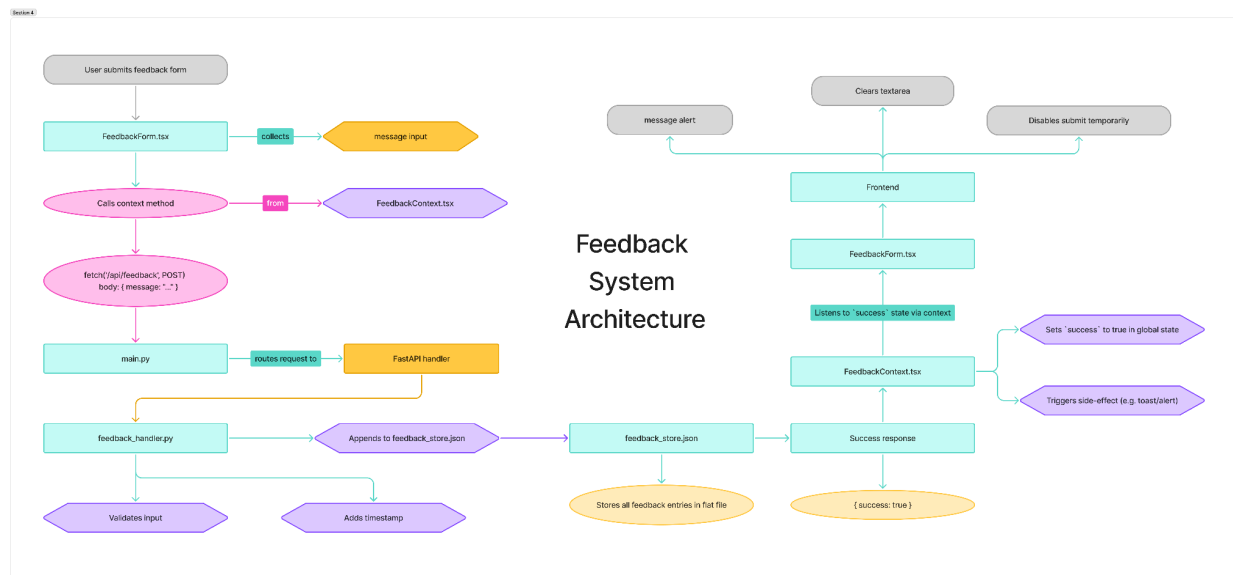 Section 4
User submits feedback form
FeedbackForm.tsx
collects
message input
Calls context method
from
FeedbackContext.tsx
fetch('/api/feedback', POST)
body: { message: "..." }
main.py
routes request to
FastAPI handler
feedback_handler.py
Appends to feedback_store.json
Validates input
Adds timestamp
Feedback
System
Architecture
feedback_store.json
Stores all feedback entries in flat file
Success response
{ success: true }
FeedbackContext.tsx
Sets `success` to true in global state
Triggers side-effect (e.g. toast/alert)
Listens to `success` state via context
FeedbackForm.tsx
Frontend
message alert
Clears textarea
Disables submit temporarily